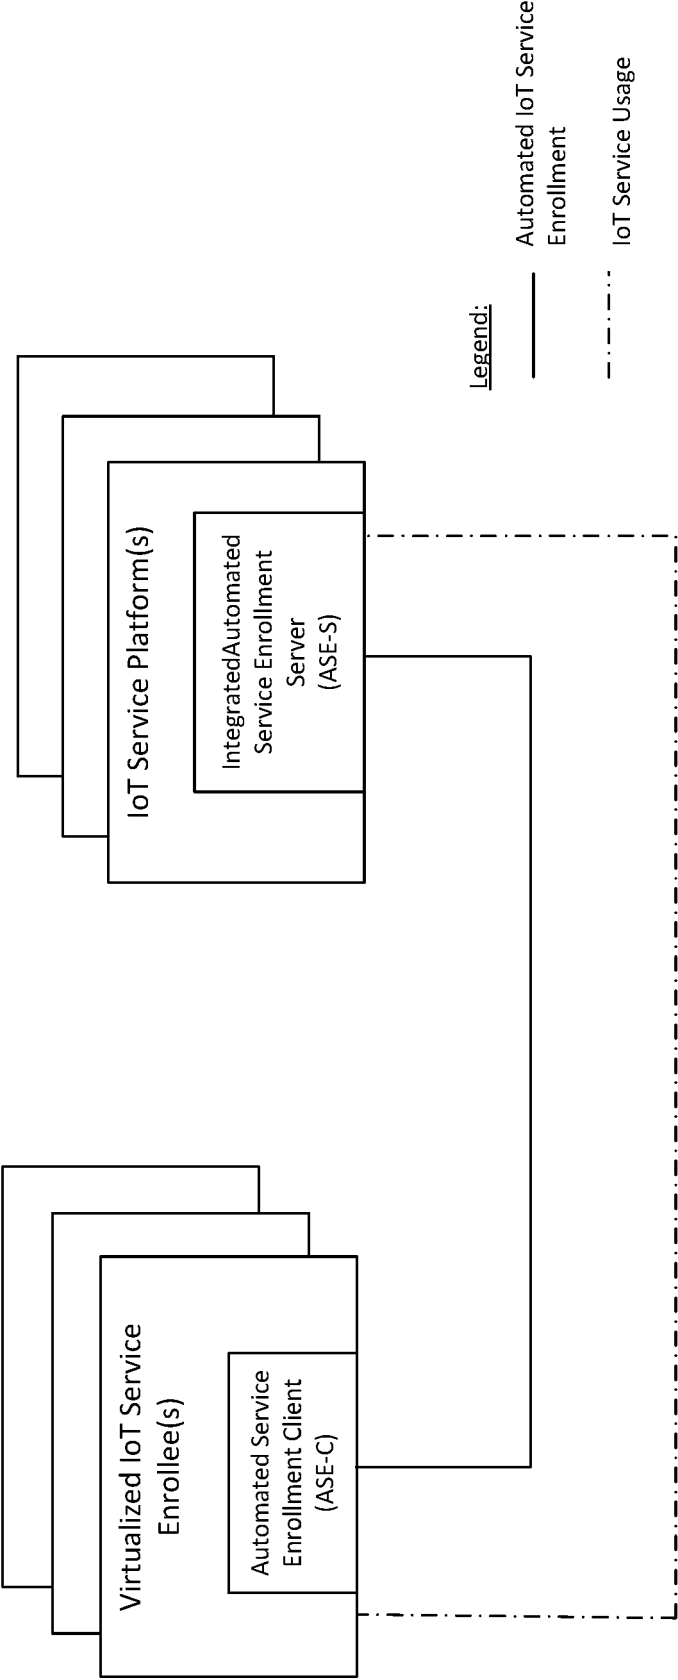 Virtualized IoT Service
Enrollee(s)
Automated Service
Enrollment Client
(ASE-C)
IoT Service Platform(s)
IntegratedAutomated
Service Enrollment
Server
(ASE-S)
Legend:
Automated IoT Service
Enrollment
IoT Service Usage